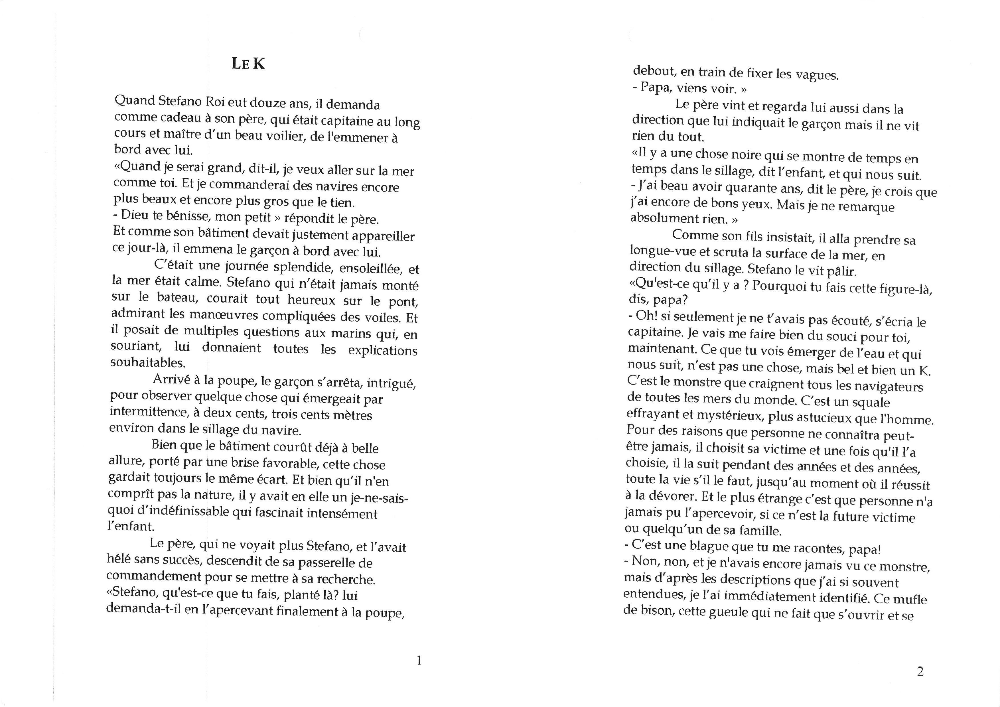 LE K
Quand Stefano Roi eut douze ans, il demanda
comme cadeau à son père, qui était capitaine au long
cours et maître d’un beau voilier, de l'emmener à
bord avec lui.
«Quand je serai grand, dit-il, je veux aller sur la mer
comme toi. Et je commanderai des navires encore
plus beaux et encore plus gros que le tien.
- Dieu te bénisse, mon petit » répondit le père.
Et comme son bâtiment devait justement appareiller
ce jour-là, il emmena le garçon à bord avec lui.
C’était une journée splendide, ensoleillée, et
la mer était calme. Stefano qui n’était jamais monté
sur le bateau, courait tout heureux sur le pont,
admirant les manœuvres compliquées des voiles. Et
il posait de multiples questions aux marins qui, en
souriant, lui donnaient toutes les explications
souhaitables.
Arrivé à la poupe, le garçon s’arrêta, intrigué,
pour observer quelque chose qui émergeait par
intermittence, à deux cents, trois cents mètres
environ dans le sillage du navire.
Bien que le bâtiment courût déjà à belle
allure, porté par une brise favorable, cette chose
gardait toujours le même écart. Et bien qu’il n'en
comprît pas la nature, il y avait en elle un je-ne-sais-
quoi d’indéfinissable qui fascinait intensément
l’enfant.
Le père, qui ne voyait plus Stefano, et l’avait
hélé sans succès, descendit de sa passerelle de
commandement pour se mettre à sa recherche.
«Stefano, qu'est-ce que tu fais, planté là? lui
demanda-t-il en l’apercevant finalement à la poupe,
1
debout, en train de fixer les vagues.
- Papa, viens voir. »
Le père vint et regarda lui aussi dans la
direction que lui indiquait le garçon mais il ne vit
rien du tout.
«Il y a une chose noire qui se montre de temps en
temps dans le sillage, dit l’enfant, et qui nous suit.
- J’ai beau avoir quarante ans, dit le père, je crois que
j’ai encore de bons yeux. Mais je ne remarque
absolument rien. »
Comme son fils insistait, il alla prendre sa
longue-vue et scruta la surface de la mer, en
direction du sillage. Stefano le vit pâlir.
«Qu'est-ce qu’il y a ? Pourquoi tu fais cette figure-là,
dis, papa?
- Oh! si seulement je ne t’avais pas écouté, s’écria le
capitaine. Je vais me faire bien du souci pour toi,
maintenant. Ce que tu vois émerger de l’eau et qui
nous suit, n’est pas une chose, mais bel et bien un K.
C’est le monstre que craignent tous les navigateurs
de toutes les mers du monde. C’est un squale
effrayant et mystérieux, plus astucieux que l'homme.
Pour des raisons que personne ne connaîtra peut-
être jamais, il choisit sa victime et une fois qu'il l’a
choisie, il la suit pendant des années et des années,
toute la vie s’il le faut, jusqu’au moment où il réussit
à la dévorer. Et le plus étrange c’est que personne n'a
jamais pu l’apercevoir, si ce n’est la future victime
ou quelqu’un de sa famille.
- C’est une blague que tu me racontes, papa!
- Non, non, et je n'avais encore jamais vu ce monstre,
mais d’après les descriptions que j’ai si souvent
entendues, je l’ai immédiatement identifié. Ce mufle
de bison, cette gueule qui ne fait que s’ouvrir et se
2